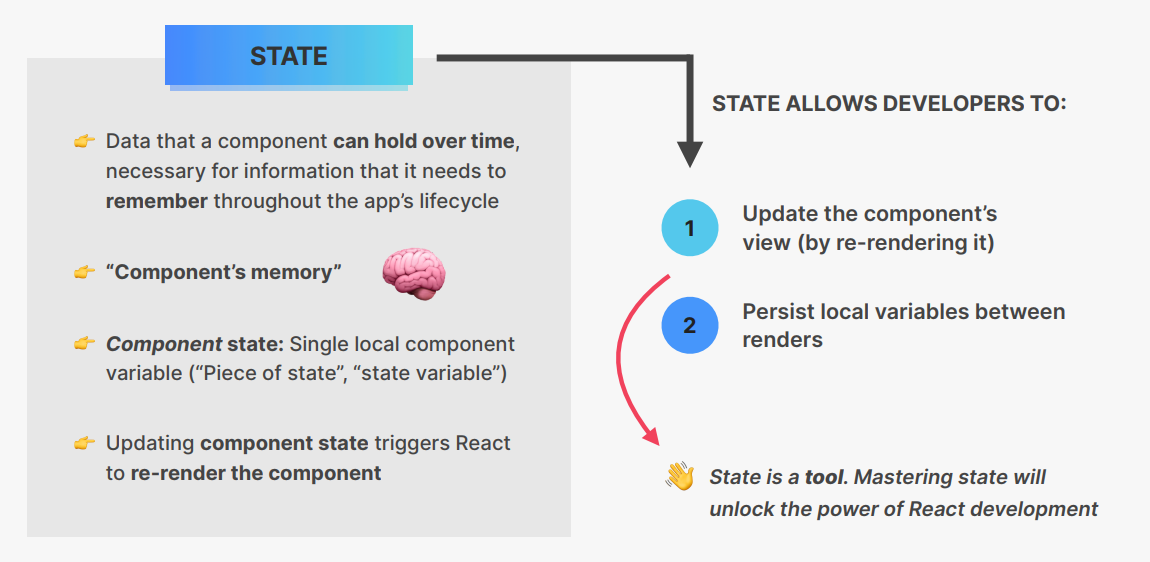 STATE
Data that a component can hold over time,
necessary for information that it needs to
remember throughout the app’s lifecycle
“Component’s memory”
Component state: Single local component
variable (“Piece of state”, “state variable”)
Updating component state triggers React
to re-render the component
STATE ALLOWS DEVELOPERS TO:
1
Update the component’s
view (by re-rendering it)
2
Persist local variables between
renders
State is a tool. Mastering state will
unlock the power of React development